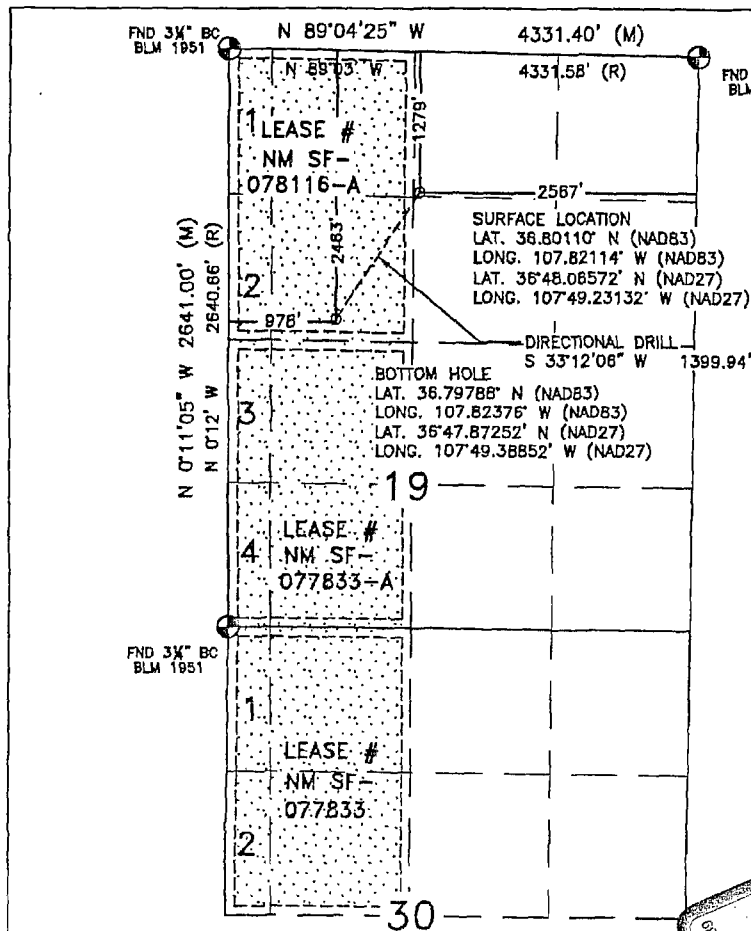 N 89°04'25" W 4331.40' (M)
FND 3¼" BC
BLM 1951
N 89°03' W 4331.58' (R)
FND
BL
1
LEASE #
NM SF-
078116-A
1279'
2567'
SURFACE LOCATION
LAT. 36.80110° N (NAD83)
LONG. 107.82114° W (NAD83)
LAT. 36°48.06572' N (NAD27)
LONG. 107°49.23132' W (NAD27)
N 0°11'05" W 2641.00' (M)
N 0°12' W 2640.66' (R)
2483'
2
978'
DIRECTIONAL DRILL
S 33°12'06" W 1399.94'
BOTTOM HOLE
LAT. 36.79788° N (NAD83)
LONG. 107.82376° W (NAD83)
LAT. 36°47.87252' N (NAD27)
LONG. 107°49.38852' W (NAD27)
3
19
4
LEASE #
NM SF-
077833-A
FND 3¼" BC
BLM 1951
1
LEASE #
NM SF-
077833
2
30